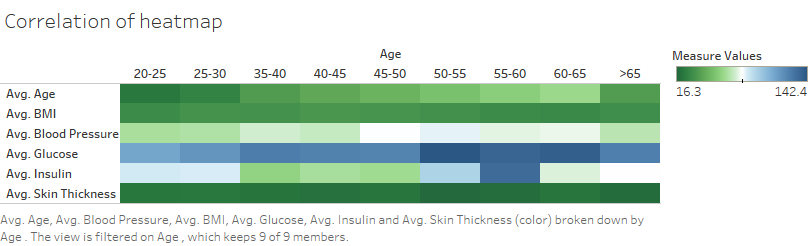 Correlation of heatmap
Age
20-25 25-30 35-40 40-45 45-50 50-55 55-60 60-65 >65
Avg. Age
Avg. BMI
Avg. Blood Pressure
Avg. Glucose
Avg. Insulin
Avg. Skin Thickness
Measure Values
16.3 142.4
Avg. Age, Avg. Blood Pressure, Avg. BMI, Avg. Glucose, Avg. Insulin and Avg. Skin Thickness (color) broken down by
Age . The view is filtered on Age , which keeps 9 of 9 members.